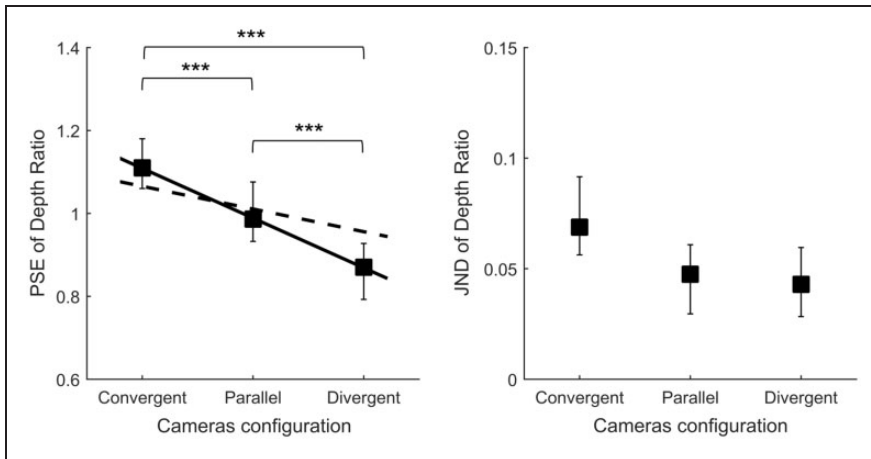 1.4
1.2
1
0.8
0.6
PSE of Depth Ratio
***
***
***
Convergent Parallel Divergent
Cameras configuration
0.15
0.1
0.05
0
JND of Depth Ratio
Convergent Parallel Divergent
Cameras configuration